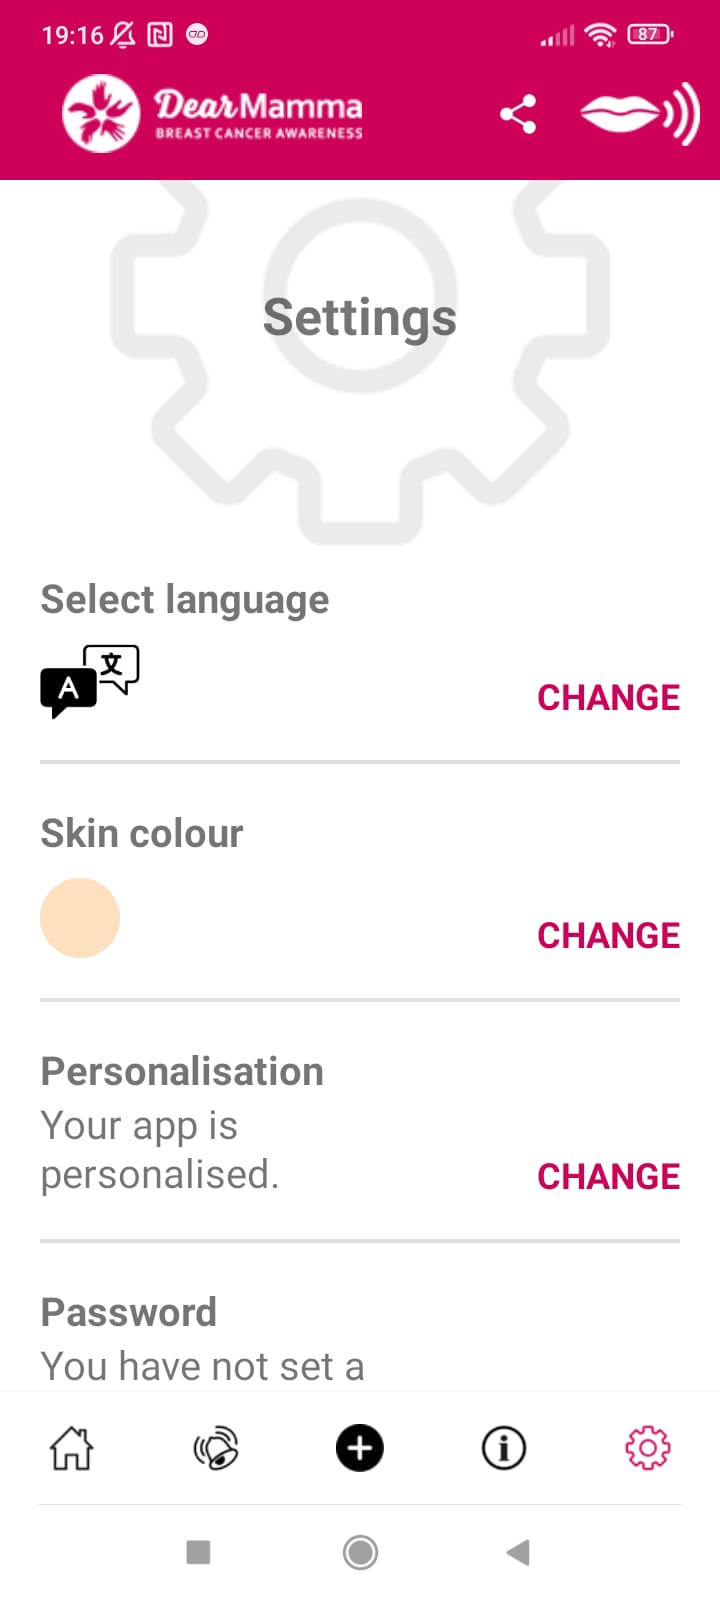 19:16
87
DearMamma
BREAST CANCER AWARENESS
Settings
Select language
A 文
CHANGE
Skin colour
CHANGE
Personalisation
Your app is
personalised.
CHANGE
Password
You have not set a